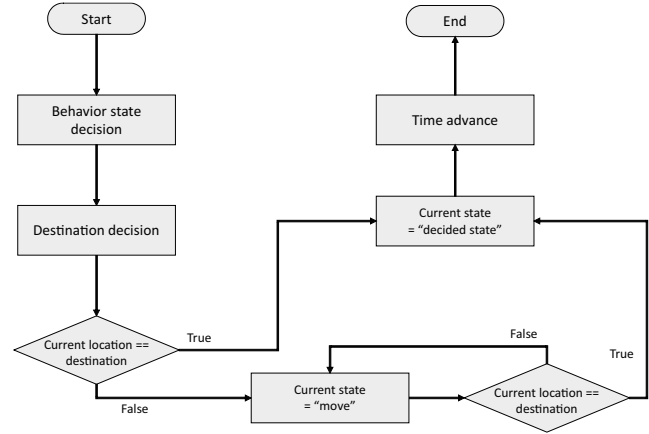 Start
End
Behavior state
decision
Time advance
Destination decision
Current state
= “decided state”
Current location ==
destination
True
False
Current state
= “move”
False
Current location ==
destination
True